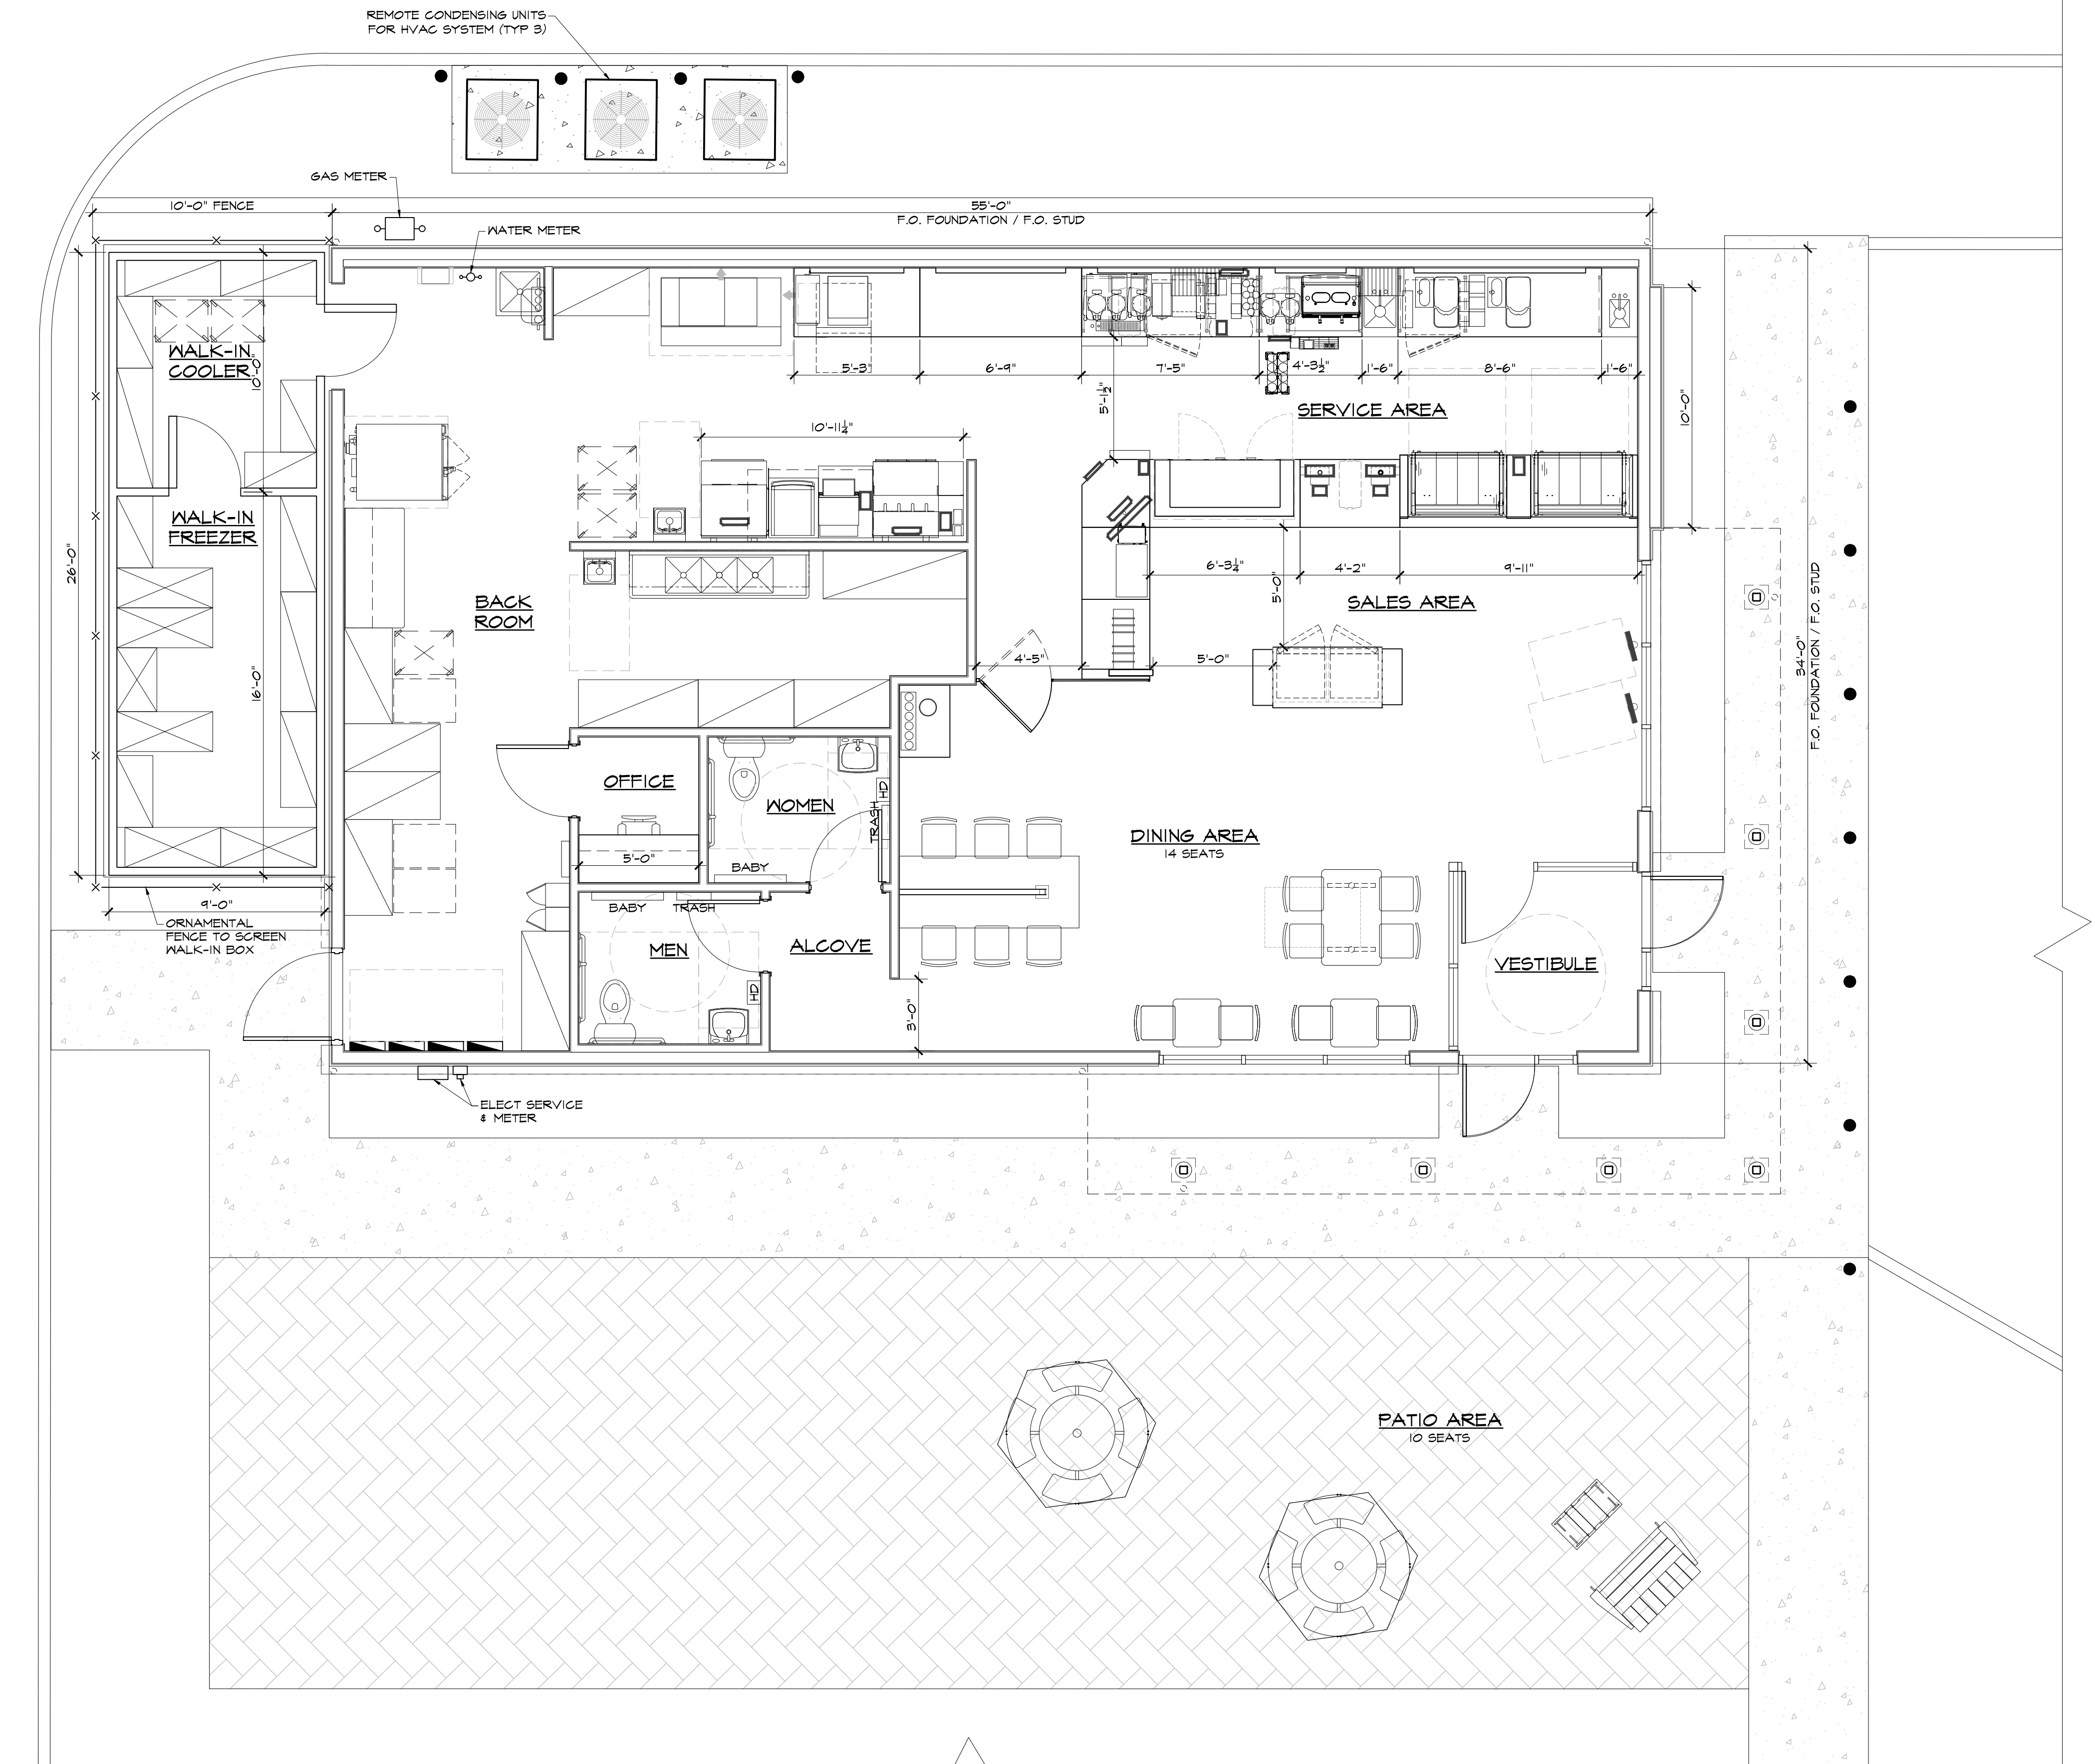 REMOTE CONDENSING UNITS
FOR HVAC SYSTEM (TYP 3)
GAS METER
10'-0" FENCE
55'-0"
F.O. FOUNDATION / F.O. STUD
WATER METER
WALK-IN
COOLER
10'-0"
5'-3"
6'-9"
7'-5"
4'-3½"
1'-6"
8'-6"
1'-6"
5'-1½"
SERVICE AREA
10'-0"
10'-11¼"
WALK-IN
FREEZER
26'-0"
16'-0"
6'-3¼"
4'-2"
9'-11"
5'-0"
BACK
ROOM
SALES AREA
4'-5"
5'-0"
34'-0"
F.O. FOUNDATION / F.O. STUD
OFFICE
5'-0"
WOMEN
HD
TRASH
BABY
DINING AREA
14 SEATS
9'-0"
ORNAMENTAL
FENCE TO SCREEN
WALK-IN BOX
BABY
TRASH
MEN
HD
ALCOVE
3'-0"
VESTIBULE
ELECT SERVICE
& METER
PATIO AREA
10 SEATS